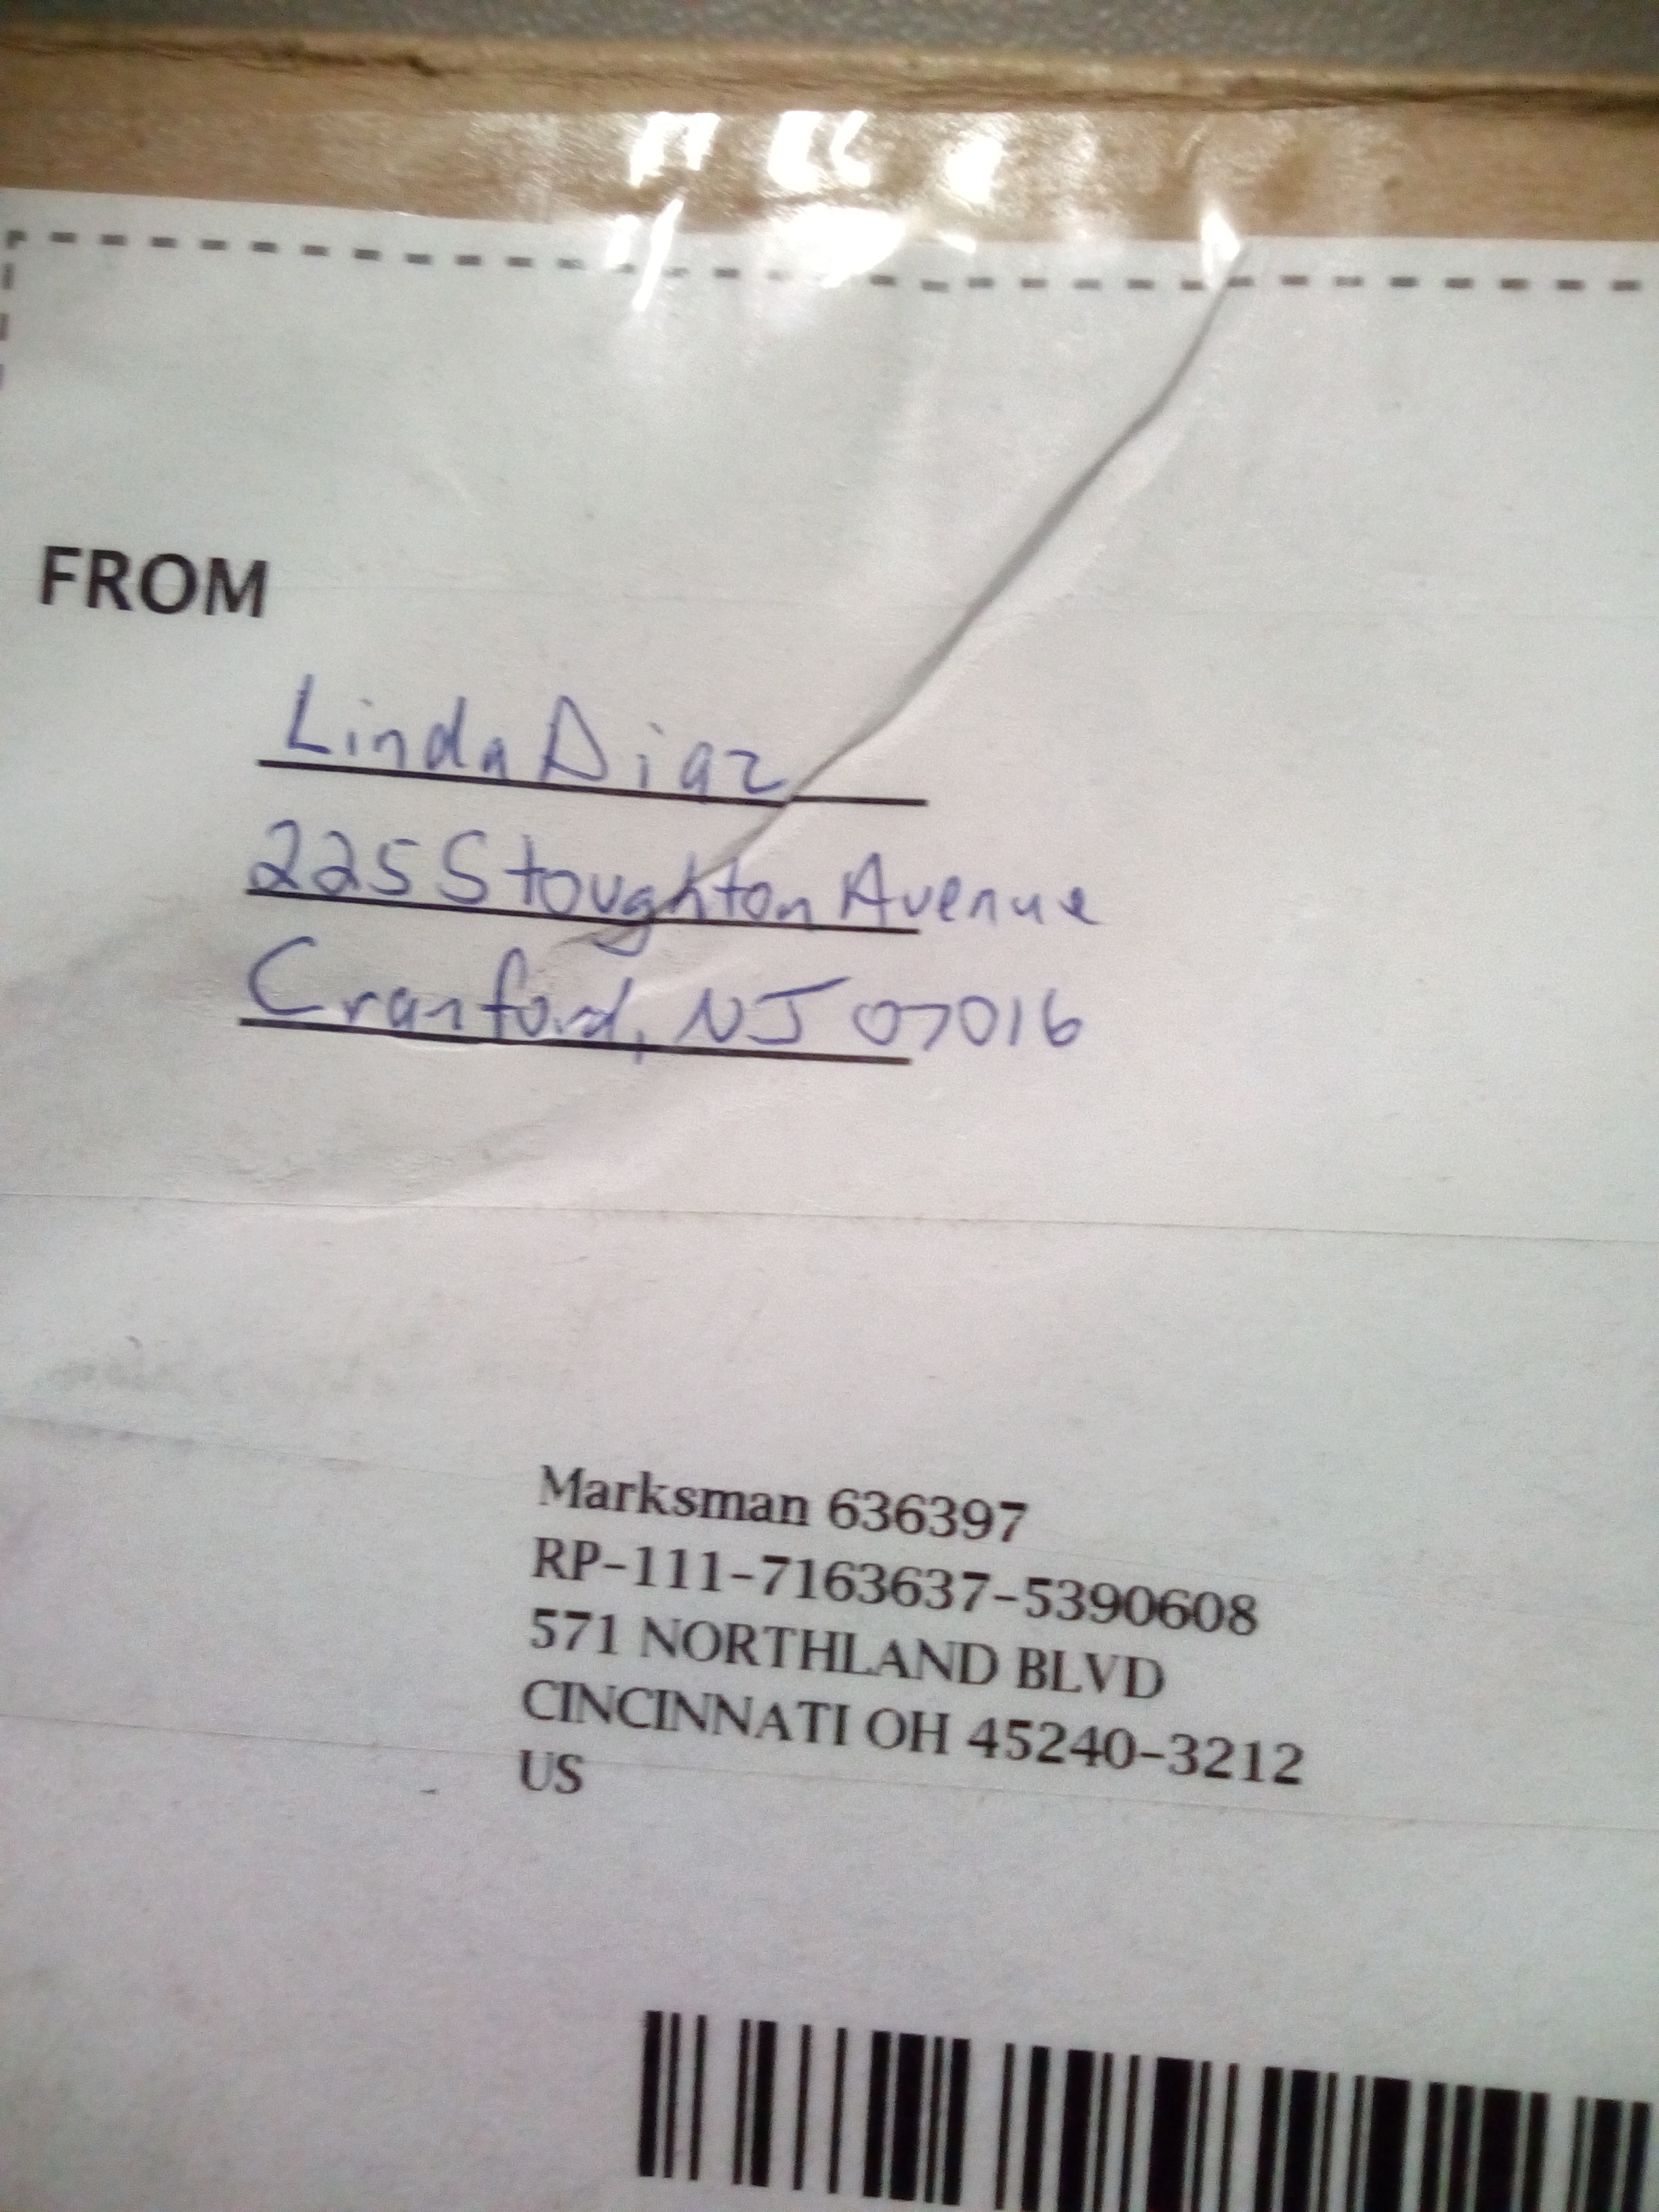 FROM
Linda Diaz
225 Stoughton Avenue
Cranford, NJ 07016
Marksman 636397
RP-111-7163637-5390608
571 NORTHLAND BLVD
CINCINNATI OH 45240-3212
US